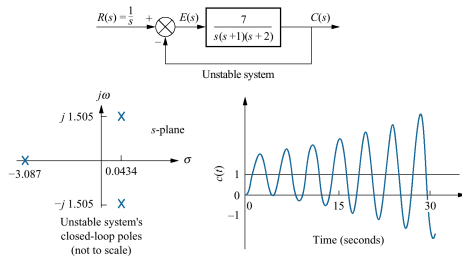 R(s) = 1/s
+
E(s)
7
s(s+1)(s+2)
C(s)
−
Unstable system
jω
j 1.505
s-plane
σ
−3.087
0.0434
−j 1.505
Unstable system's
closed-loop poles
(not to scale)
c(t)
1
0
−1
0
15
30
Time (seconds)